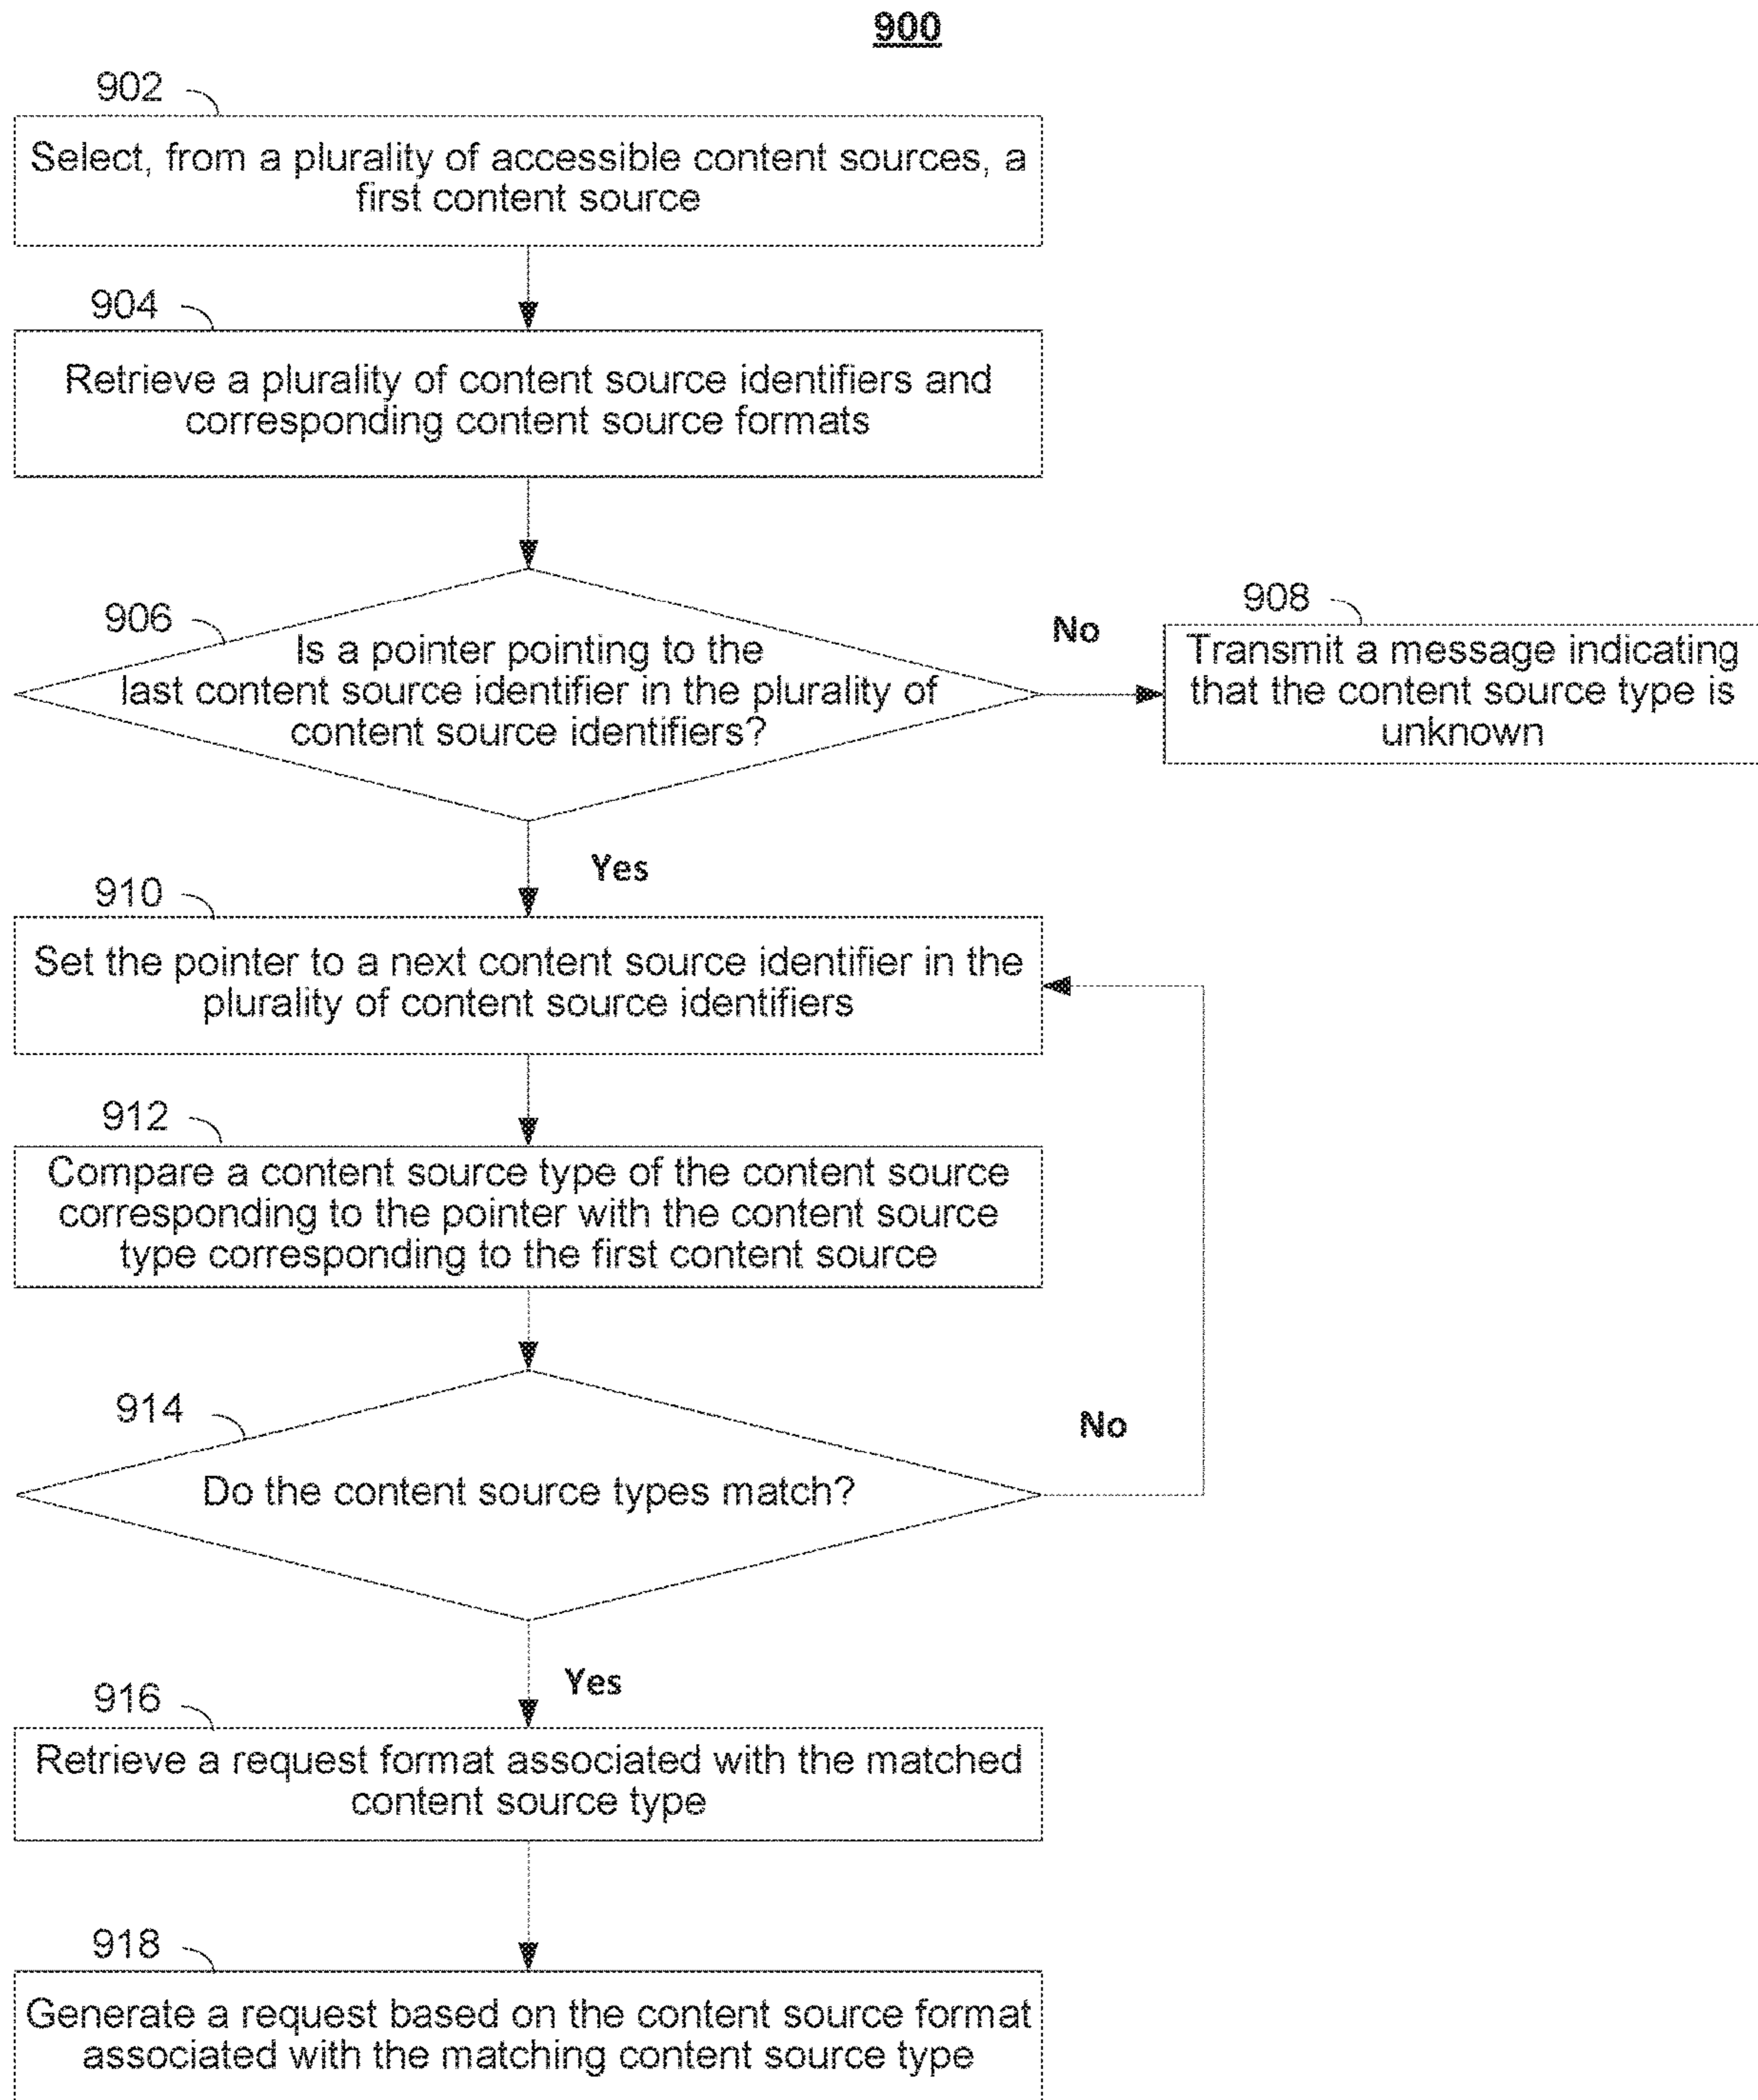 900
902
Select, from a plurality of accessible content sources, a
first content source
904
Retrieve a plurality of content source identifiers and
corresponding content source formats
906
Is a pointer pointing to the
last content source identifier in the plurality of
content source identifiers?
No
908
Transmit a message indicating
that the content source type is
unknown
Yes
910
Set the pointer to a next content source identifier in the
plurality of content source identifiers
912
Compare a content source type of the content source
corresponding to the pointer with the content source
type corresponding to the first content source
914
Do the content source types match?
No
Yes
916
Retrieve a request format associated with the matched
content source type
918
Generate a request based on the content source format
associated with the matching content source type